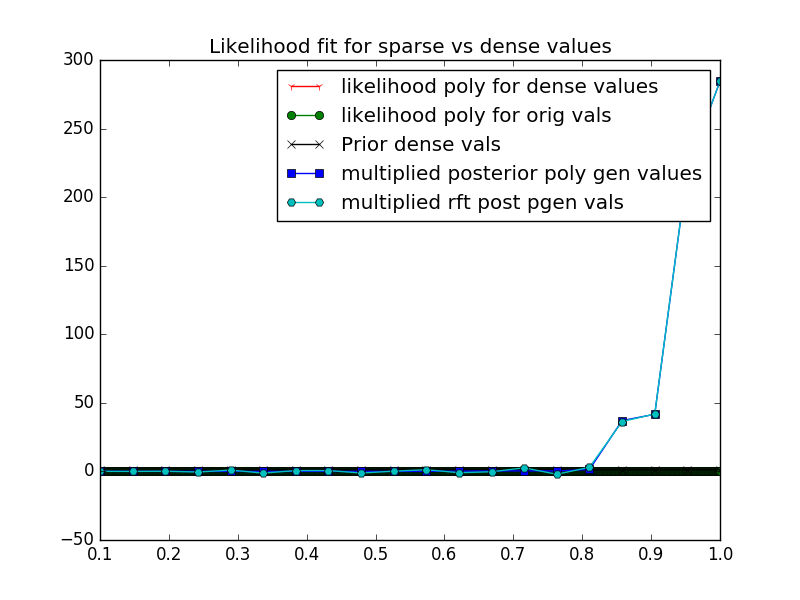 Likelihood fit for sparse vs dense values
300
250
200
150
100
50
0
−50
likelihood poly for dense values
likelihood poly for orig vals
Prior dense vals
multiplied posterior poly gen values
multiplied rft post pgen vals
0.1 0.2 0.3 0.4 0.5 0.6 0.7 0.8 0.9 1.0